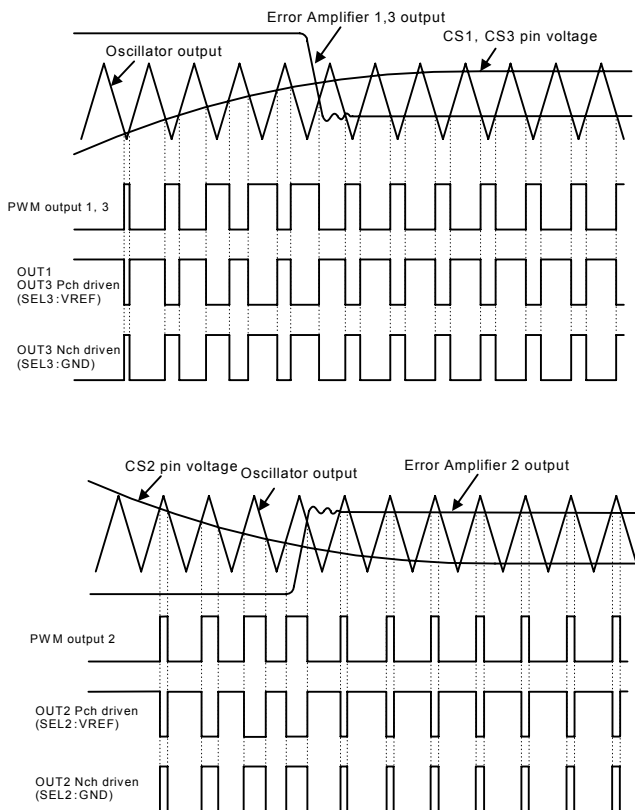 Error Amplifier 1,3 output
CS1, CS3 pin voltage
Oscillator output
PWM output 1, 3
OUT1
OUT3 Pch driven
(SEL3:VREF)
OUT3 Nch driven
(SEL3:GND)
CS2 pin voltage
Oscillator output
Error Amplifier 2 output
PWM output 2
OUT2 Pch driven
(SEL2:VREF)
OUT2 Nch driven
(SEL2:GND)